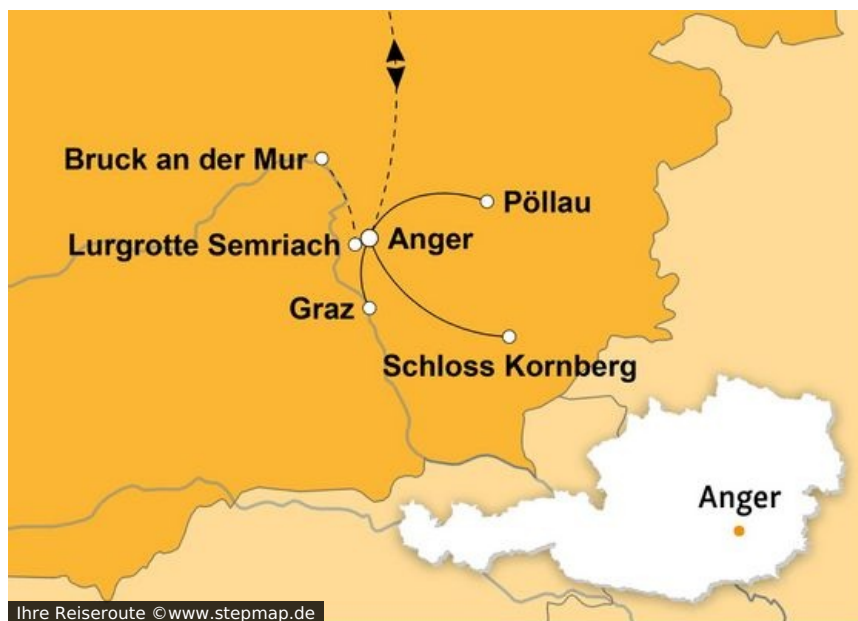 Bruck an der Mur
Pöllau
Lurgrotte Semriach
Anger
Graz
Schloss Kornberg
Anger
Ihre Reiseroute ©www.stepmap.de